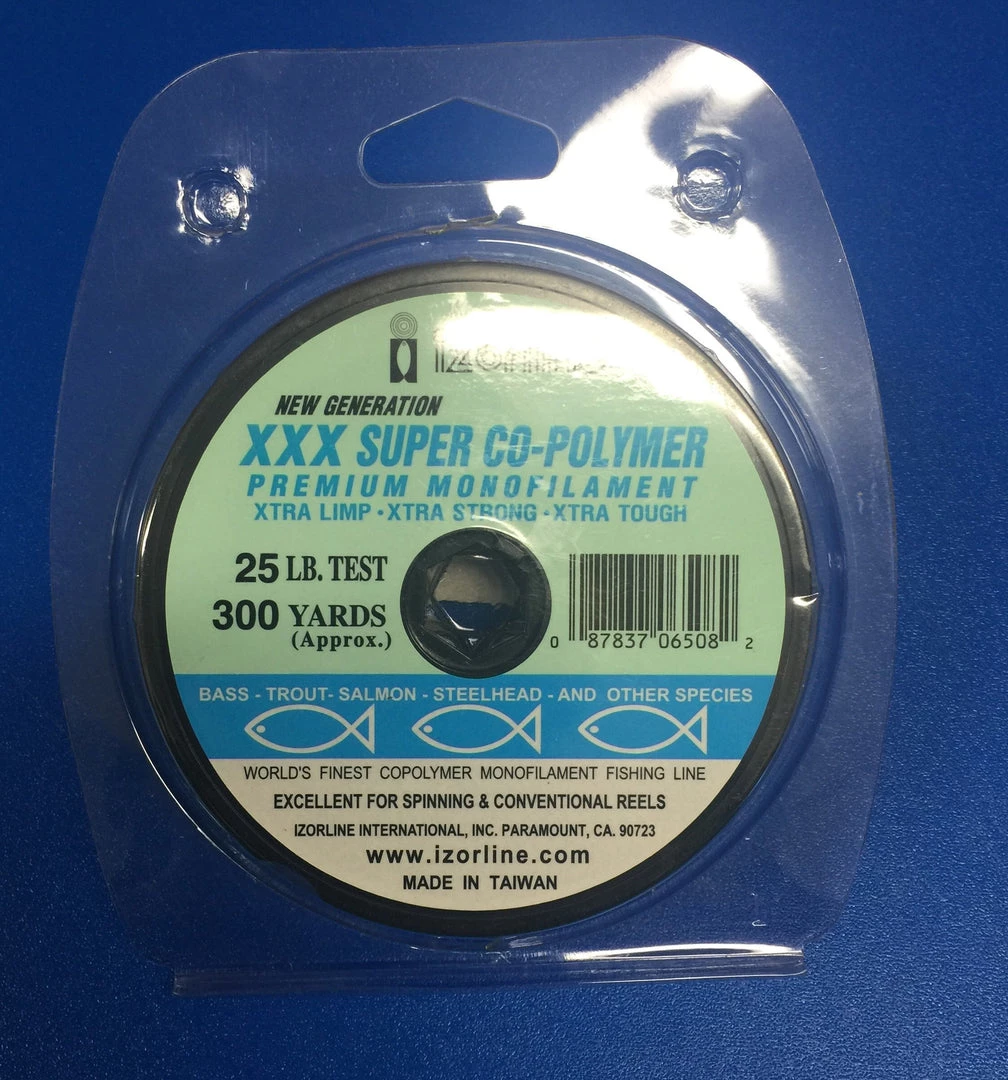 izorline
NEW GENERATION
XXX SUPER CO-POLYMER
PREMIUM MONOFILAMENT
XTRA LIMP • XTRA STRONG • XTRA TOUGH
25 LB. TEST
300 YARDS
(Approx.)
0 87837 06508 2
BASS - TROUT- SALMON - STEELHEAD - AND OTHER SPECIES
WORLD'S FINEST COPOLYMER MONOFILAMENT FISHING LINE
EXCELLENT FOR SPINNING & CONVENTIONAL REELS
IZORLINE INTERNATIONAL, INC. PARAMOUNT, CA. 90723
www.izorline.com
MADE IN TAIWAN